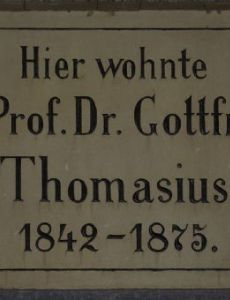 Hier wohnte
Prof. Dr. Gottfr
Thomasius
1842-1875.